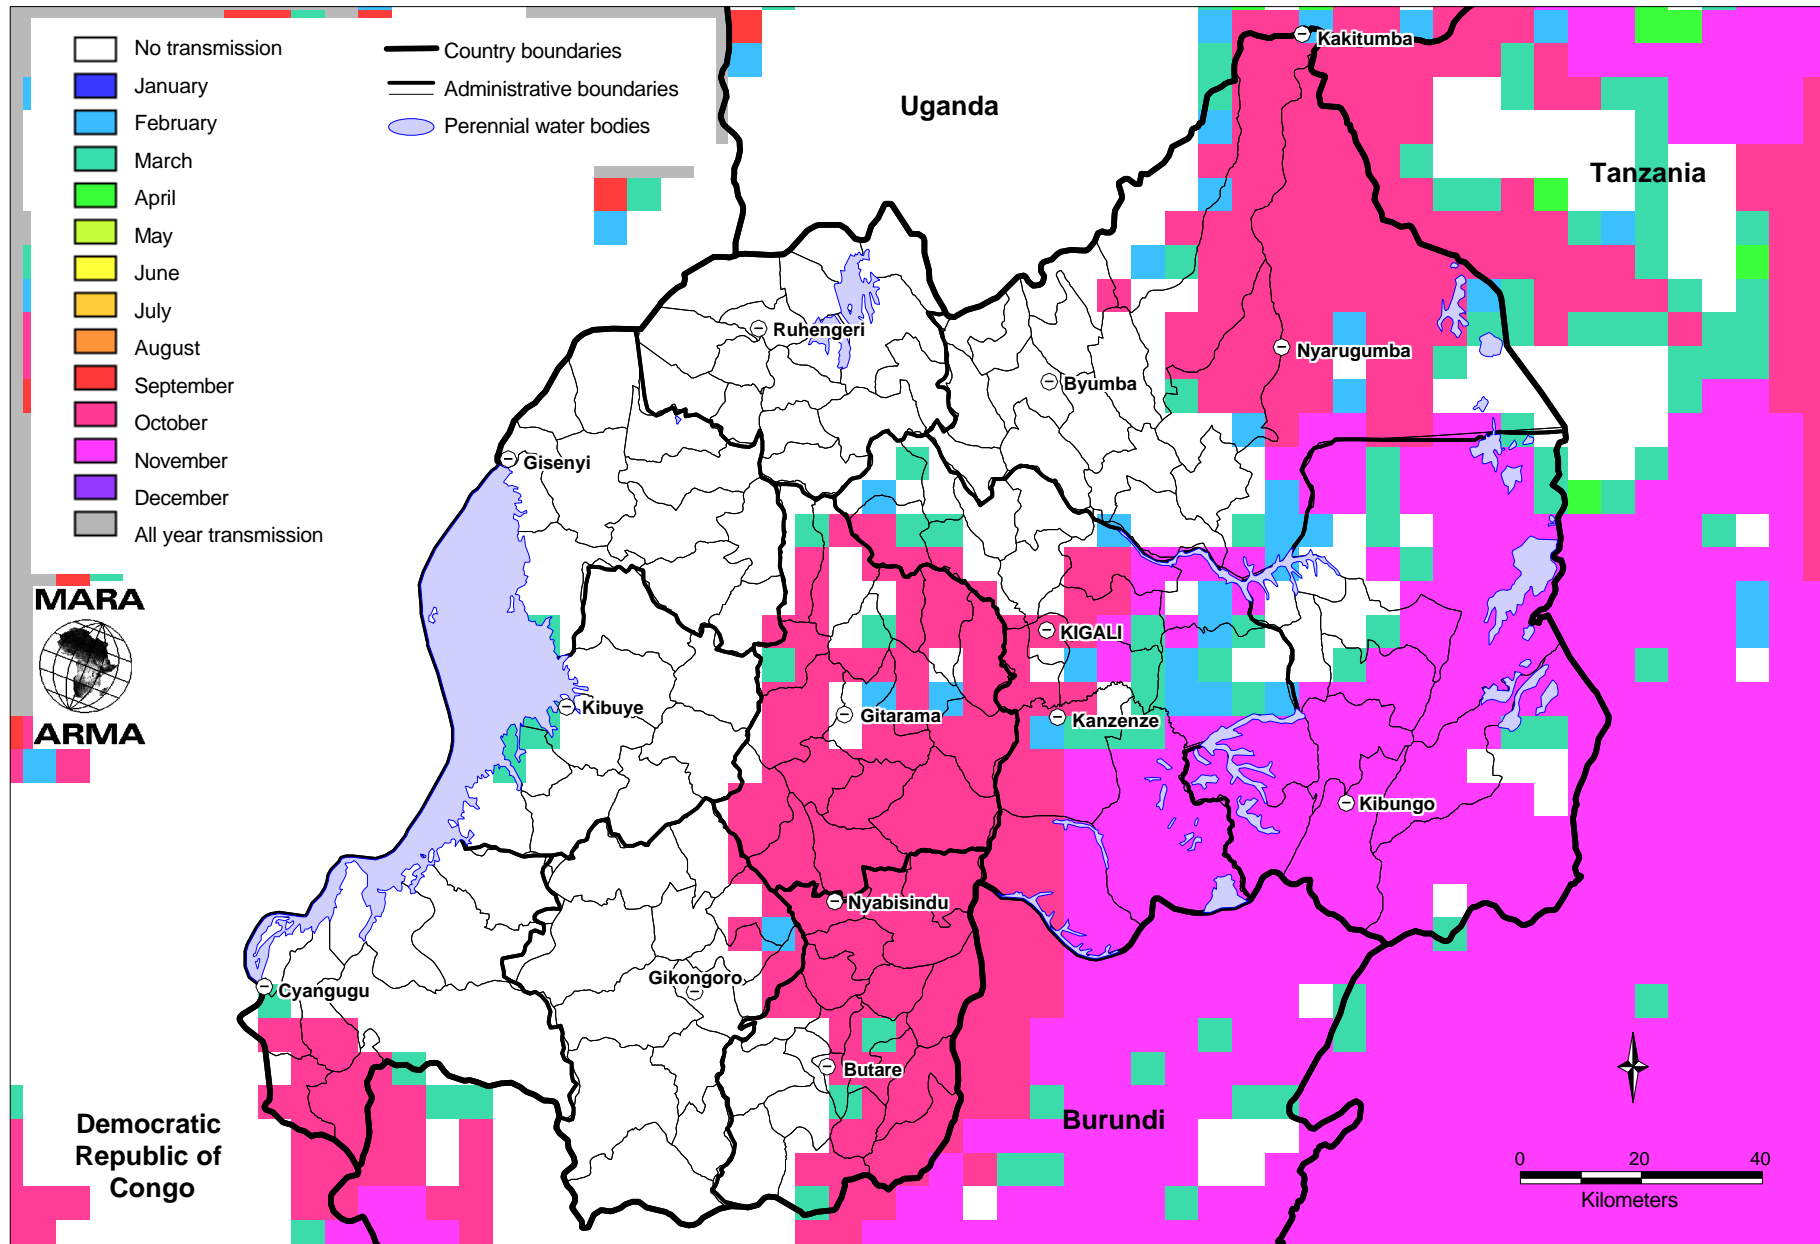 No transmission
January
February
March
April
May
June
July
August
September
October
November
December
All year transmission
Country boundaries
Administrative boundaries
Perennial water bodies
MARA
ARMA
Uganda
Tanzania
Kakitumba
Ruhengeri
Nyarugumba
Byumba
Gisenyi
KIGALI
Kibuye
Gitarama
Kanzenze
Kibungo
Nyabisindu
Gikongoro
Cyangugu
Butare
Burundi
Democratic
Republic of
Congo
0 20 40
Kilometers